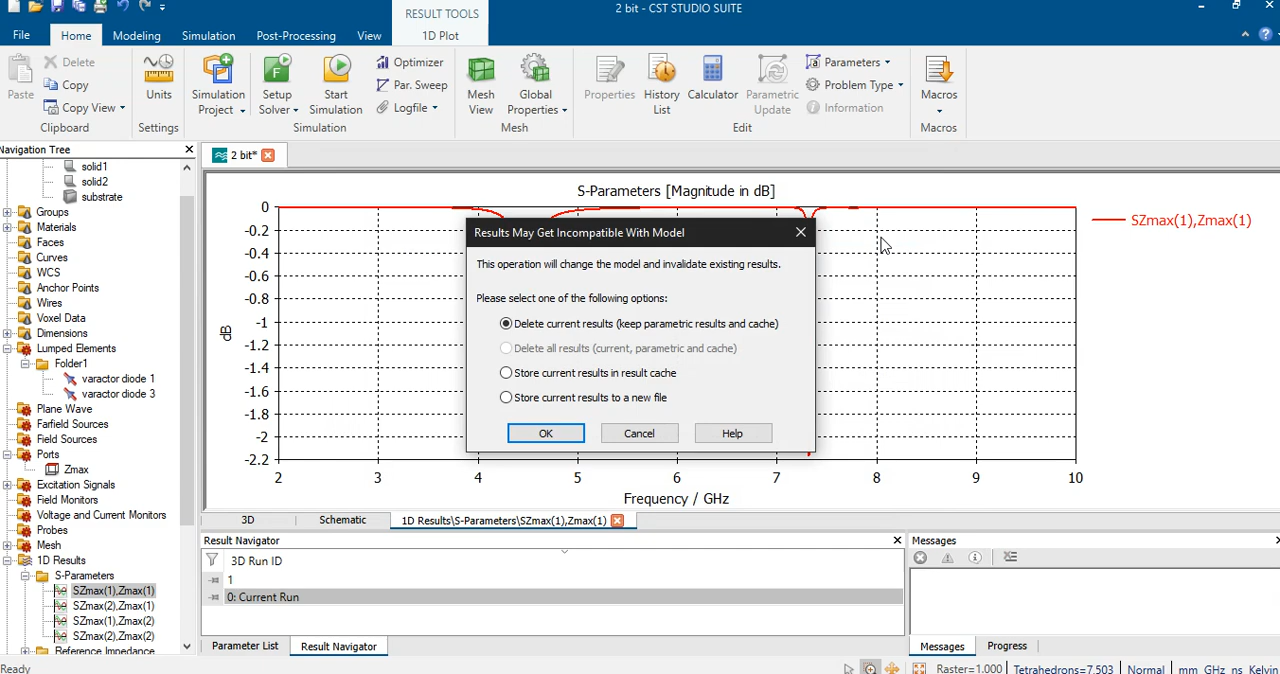 RESULT TOOLS
2 bit - CST STUDIO SUITE
File
Home
Modeling
Simulation
Post-Processing
View
1D Plot
Paste
Delete
Copy
Copy View
Clipboard
Units
Settings
Simulation Project
Setup Solver
Start Simulation
Optimizer
Par. Sweep
Logfile
Simulation
Mesh View
Global Properties
Mesh
Properties
History List
Calculator
Parametric Update
Parameters
Problem Type
Information
Edit
Macros
Macros
Navigation Tree
solid1
solid2
substrate
Groups
Materials
Faces
Curves
WCS
Anchor Points
Wires
Voxel Data
Dimensions
Lumped Elements
Folder1
varactor diode 1
varactor diode 3
Plane Wave
Farfield Sources
Field Sources
Ports
Zmax
Excitation Signals
Field Monitors
Voltage and Current Monitors
Probes
Mesh
1D Results
S-Parameters
SZmax(1),Zmax(1)
SZmax(2),Zmax(1)
SZmax(1),Zmax(2)
SZmax(2),Zmax(2)
Reference Impedance
2 bit*
S-Parameters [Magnitude in dB]
0
-0.2
-0.4
-0.6
-0.8
-1
-1.2
-1.4
-1.6
-1.8
-2
-2.2
dB
2 3 4 5 6 7 8 9 10
Frequency / GHz
SZmax(1),Zmax(1)
Results May Get Incompatible With Model
This operation will change the model and invalidate existing results.
Please select one of the following options:
Delete current results (keep parametric results and cache)
Delete all results (current, parametric and cache)
Store current results in result cache
Store current results to a new file
OK
Cancel
Help
3D
Schematic
1D Results\S-Parameters\SZmax(1),Zmax(1)
Result Navigator
3D Run ID
1
0: Current Run
Parameter List
Result Navigator
Messages
Messages
Progress
Ready
Raster=1.000
Tetrahedrons=7.503
Normal
mm GHz ns Kelvin